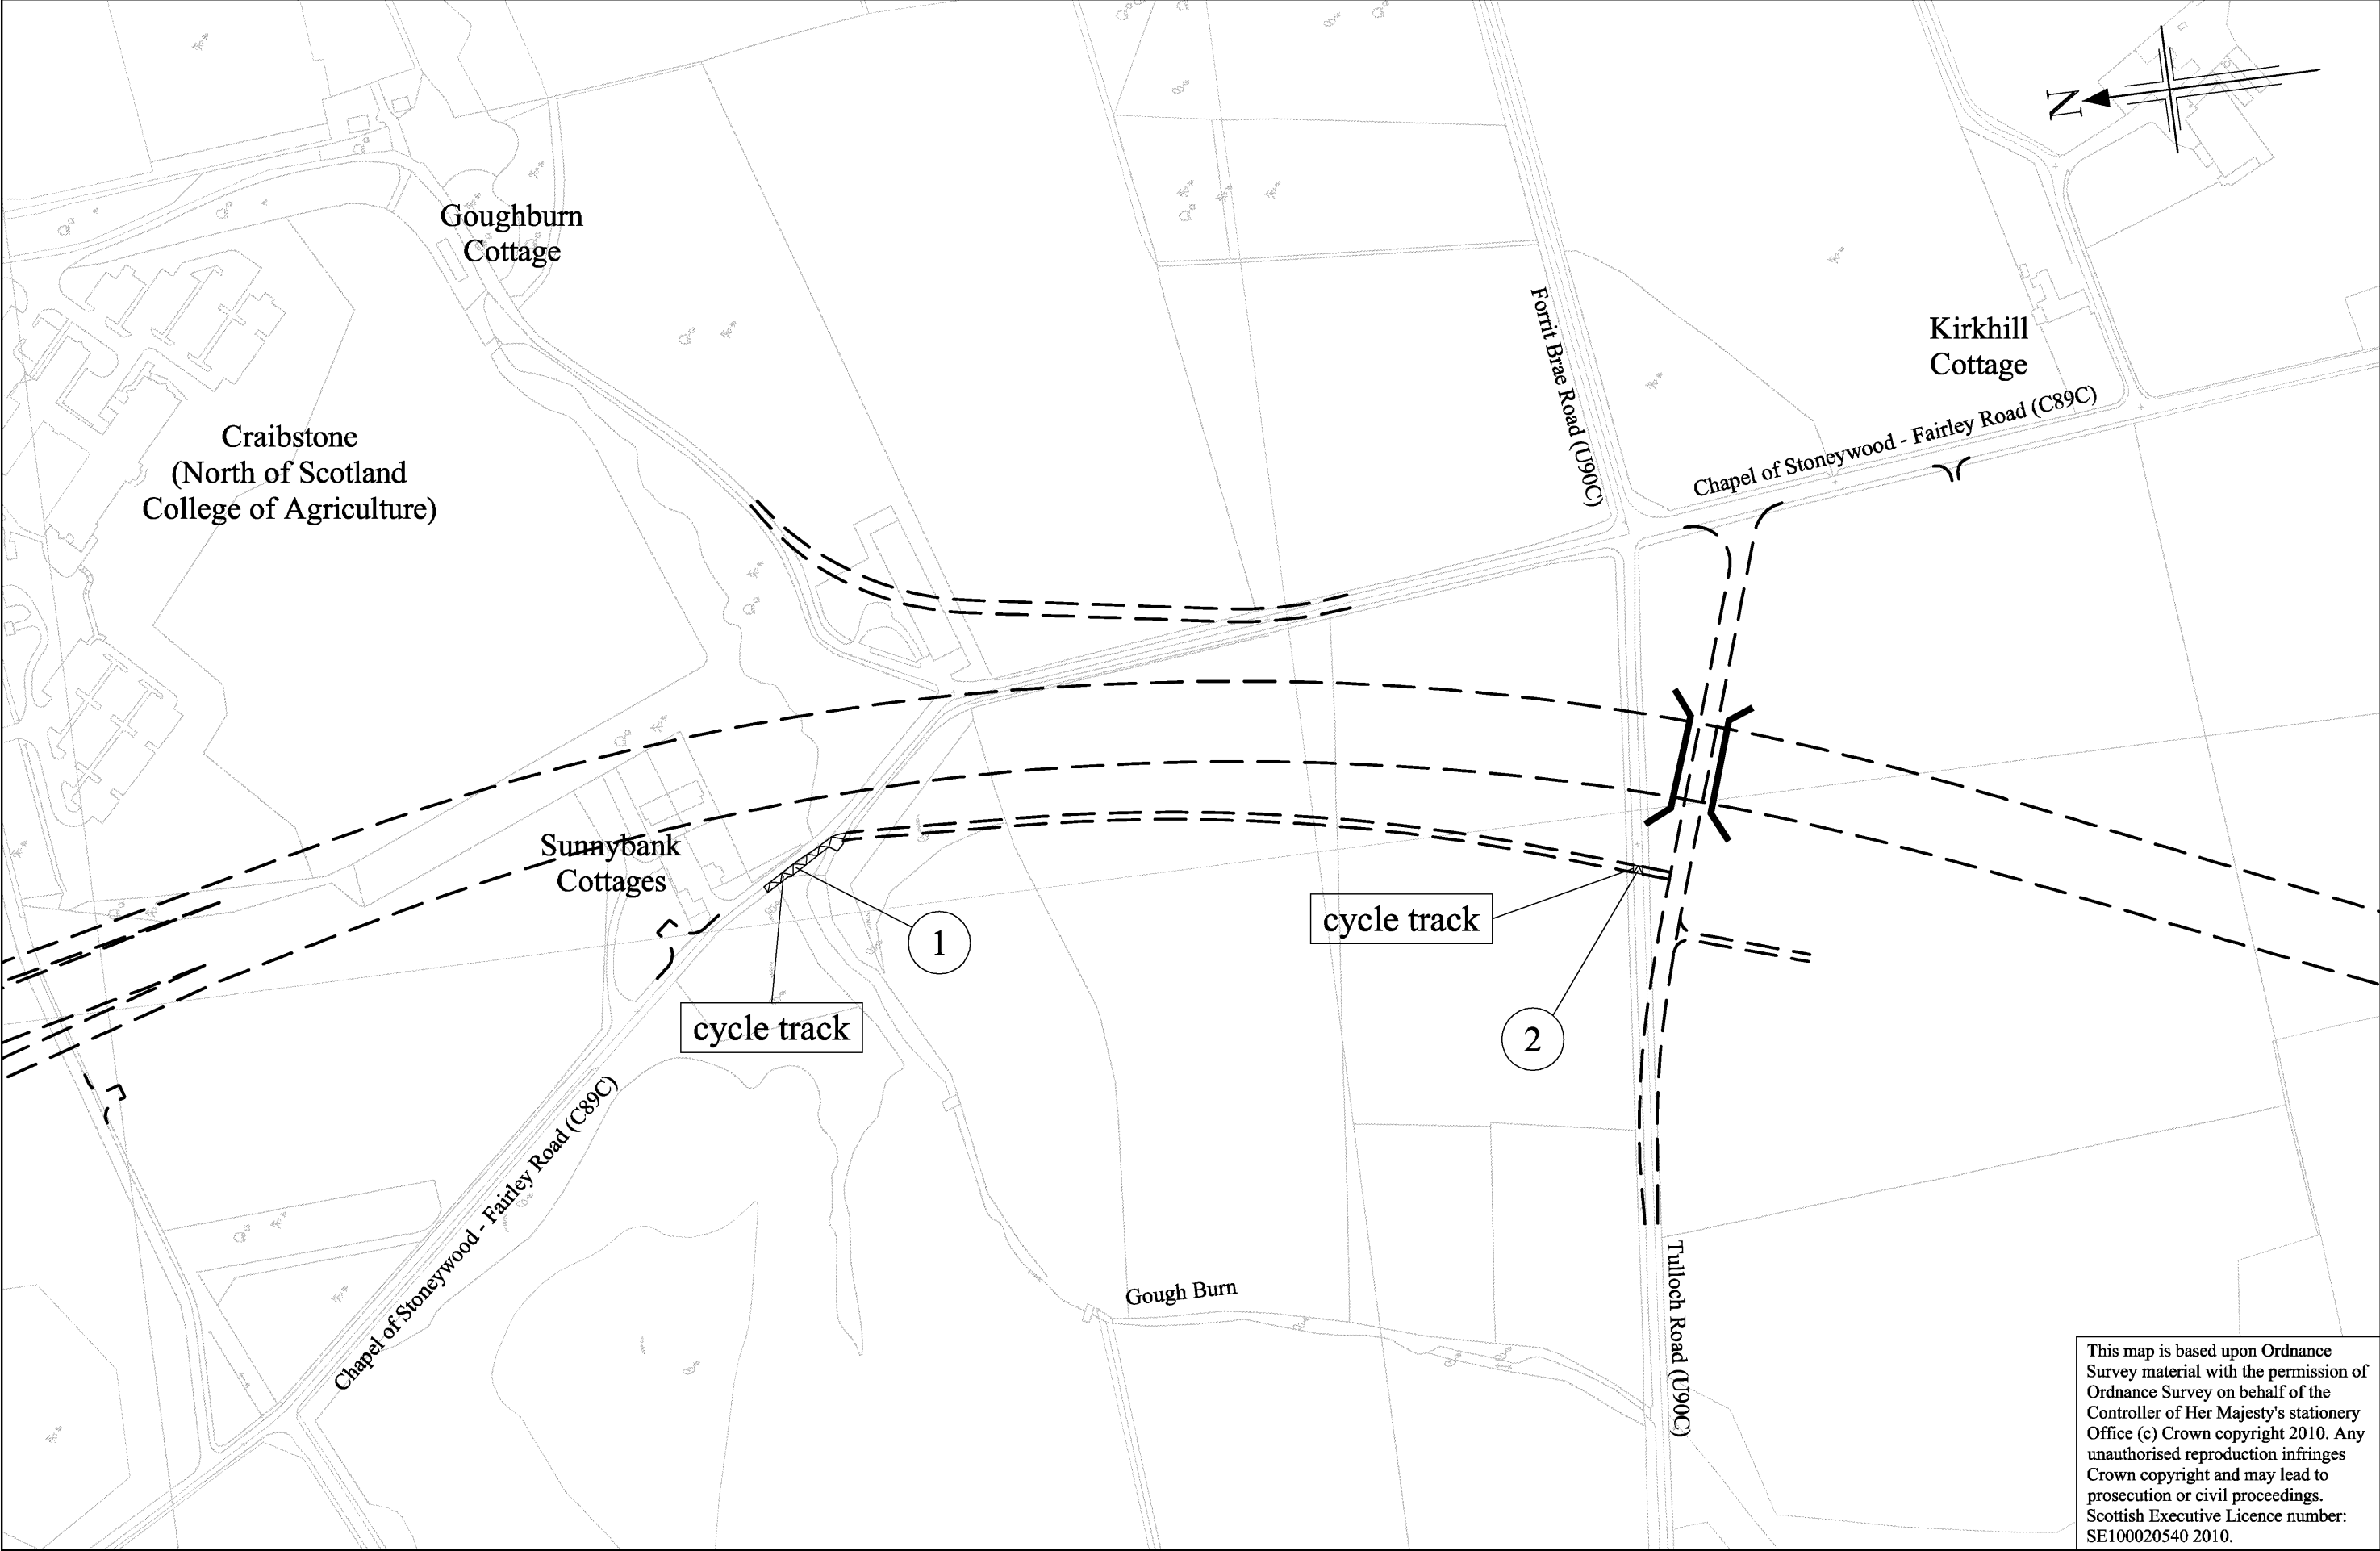 N
Goughburn
Cottage
Forrit Brae Road (U90C)
Kirkhill
Cottage
Chapel of Stoneywood - Fairley Road (C89C)
Craibstone
(North of Scotland
College of Agriculture)
Sunnybank
Cottages
1
cycle track
cycle track
2
Chapel of Stoneywood - Fairley Road (C89C)
Gough Burn
Tulloch Road (U90C)
This map is based upon Ordnance
Survey material with the permission of
Ordnance Survey on behalf of the
Controller of Her Majesty's stationery
Office (c) Crown copyright 2010. Any
unauthorised reproduction infringes
Crown copyright and may lead to
prosecution or civil proceedings.
Scottish Executive Licence number:
SE100020540 2010.